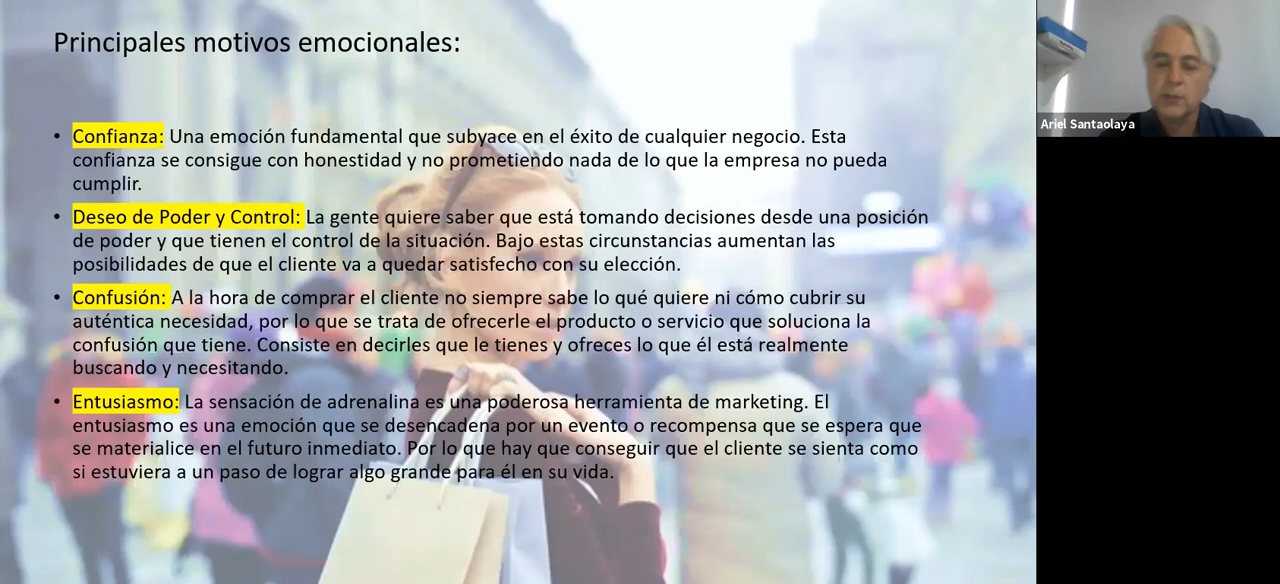 Principales motivos emocionales:
• Confianza: Una emoción fundamental que subyace en el éxito de cualquier negocio. Esta
confianza se consigue con honestidad y no prometiendo nada de lo que la empresa no pueda
cumplir.
• Deseo de Poder y Control: La gente quiere saber que está tomando decisiones desde una posición
de poder y que tienen el control de la situación. Bajo estas circunstancias aumentan las
posibilidades de que el cliente va a quedar satisfecho con su elección.
• Confusión: A la hora de comprar el cliente no siempre sabe lo qué quiere ni cómo cubrir su
auténtica necesidad, por lo que se trata de ofrecerle el producto o servicio que soluciona la
confusión que tiene. Consiste en decirles que le tienes y ofreces lo que él está realmente
buscando y necesitando.
• Entusiasmo: La sensación de adrenalina es una poderosa herramienta de marketing. El
entusiasmo es una emoción que se desencadena por un evento o recompensa que se espera que
se materialice en el futuro inmediato. Por lo que hay que conseguir que el cliente se sienta como
si estuviera a un paso de lograr algo grande para él en su vida.
Ariel Santaolaya